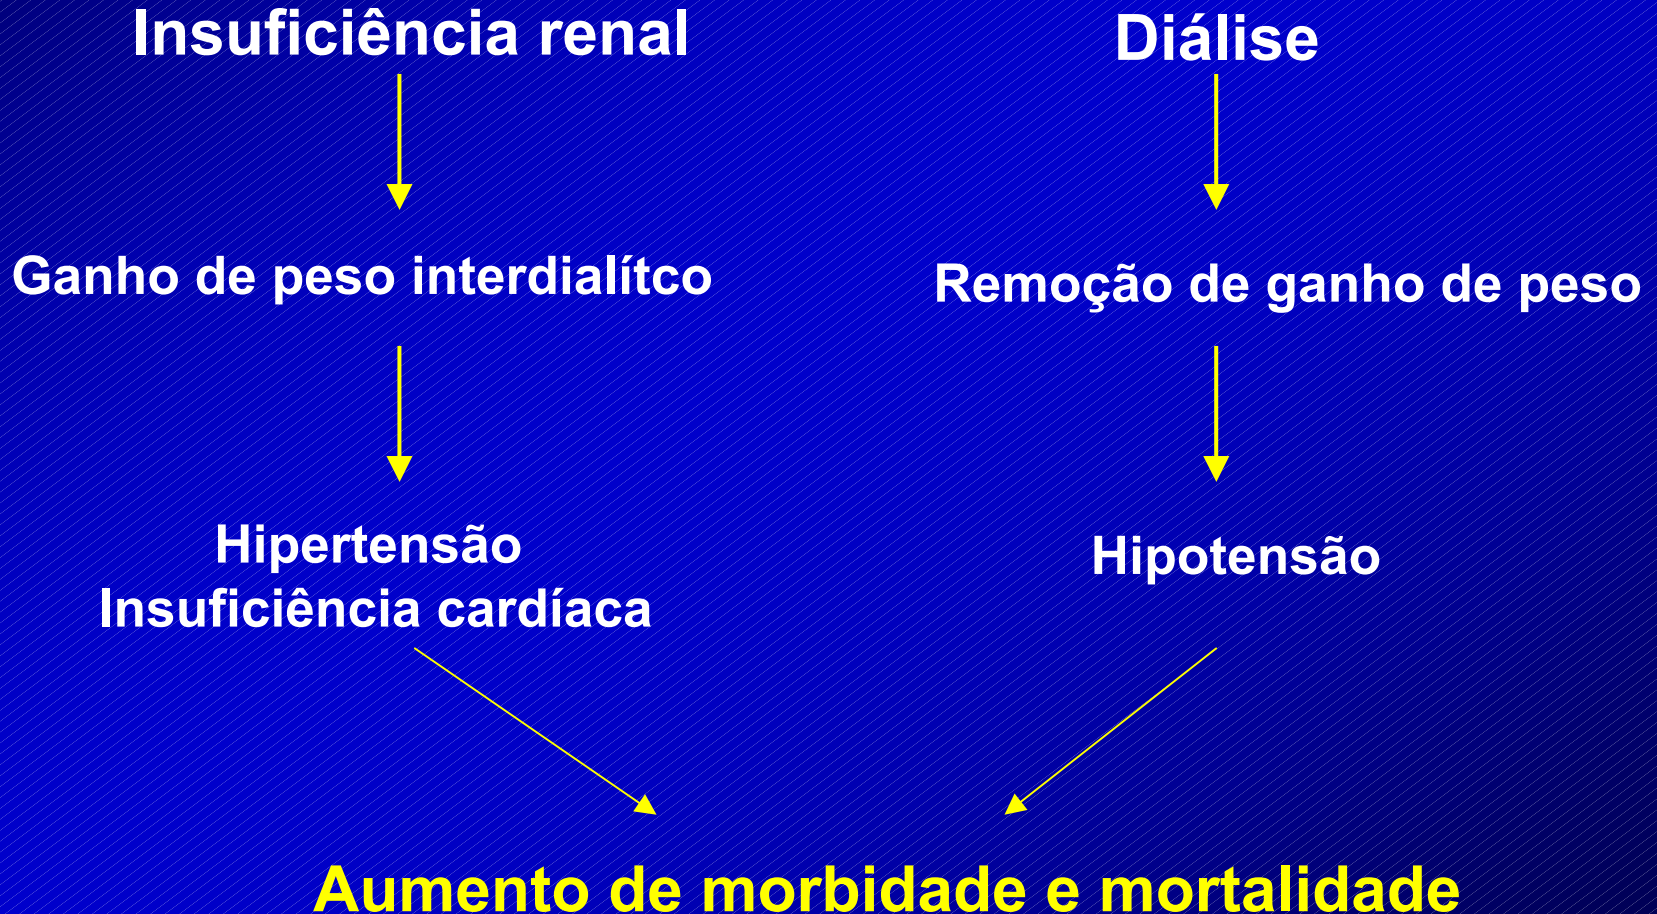 Insuficiência renal
Diálise
Ganho de peso interdialítco
Remoção de ganho de peso
Hipertensão
Insuficiência cardíaca
Hipotensão
Aumento de morbidade e mortalidade